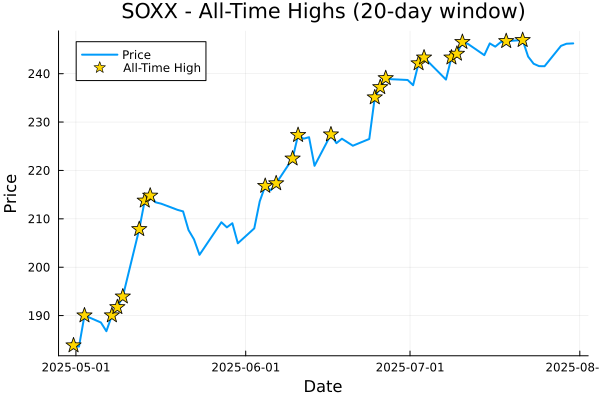 SOXX - All-Time Highs (20-day window)
Price
All-Time High
240
230
220
210
200
190
Price
2025-05-01
2025-06-01
2025-07-01
2025-08-
Date